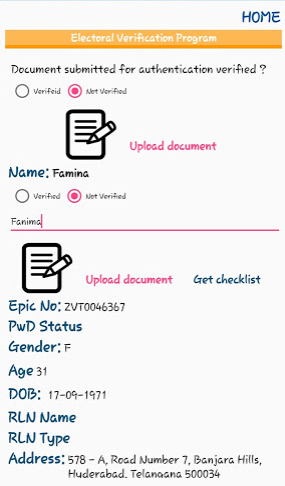 HOME
Electoral Verification Program
Document submitted for authentication verified ?
Verifeid Not Verified
Upload document
Name: Famina
Verified Not Verified
Fanima
Upload document Get checklist
Epic No: ZVT0046367
PwD Status
Gender: F
Age 31
DOB: 17-09-1971
RLN Name
RLN Type
Address: 578 - A, Road Number 7, Banjara Hills,
Huderabad, Telanaana 500034